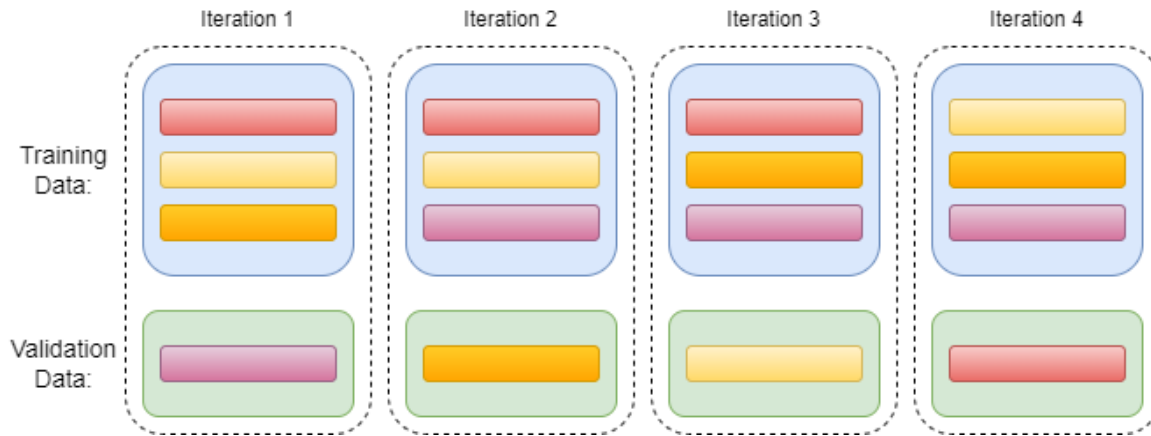 Iteration 1
Iteration 2
Iteration 3
Iteration 4
Training
Data:
Validation
Data: